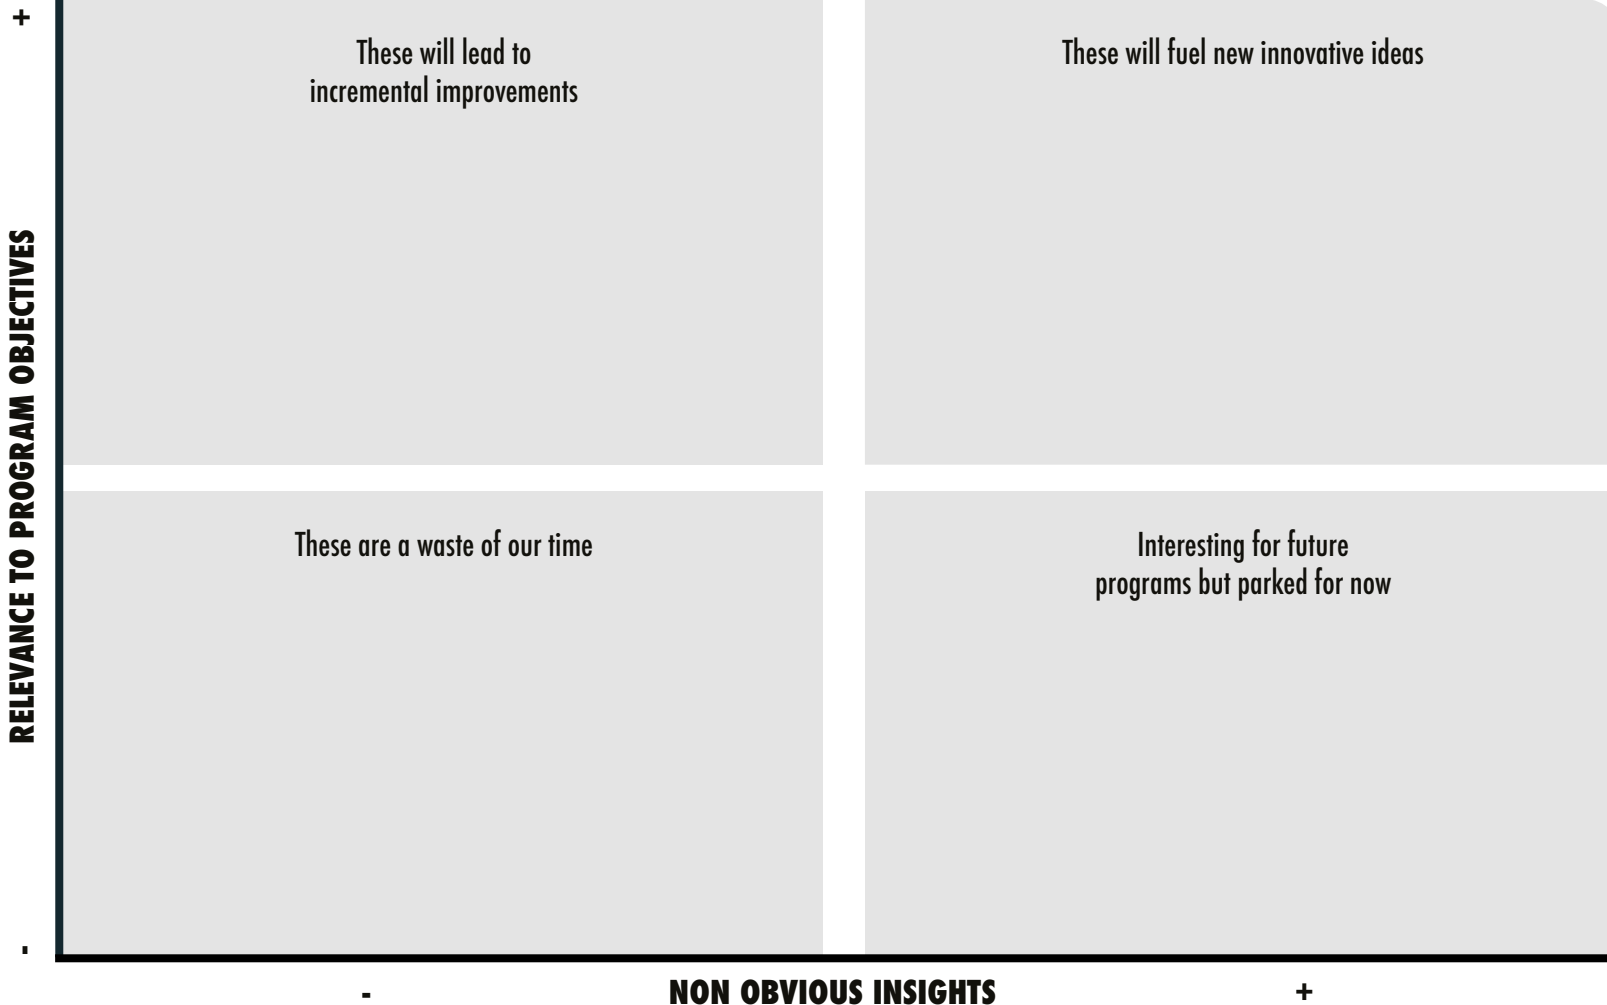 +
These will lead to
incremental improvements
These will fuel new innovative ideas
RELEVANCE TO PROGRAM OBJECTIVES
These are a waste of our time
Interesting for future
programs but parked for now
-
-
NON OBVIOUS INSIGHTS
+